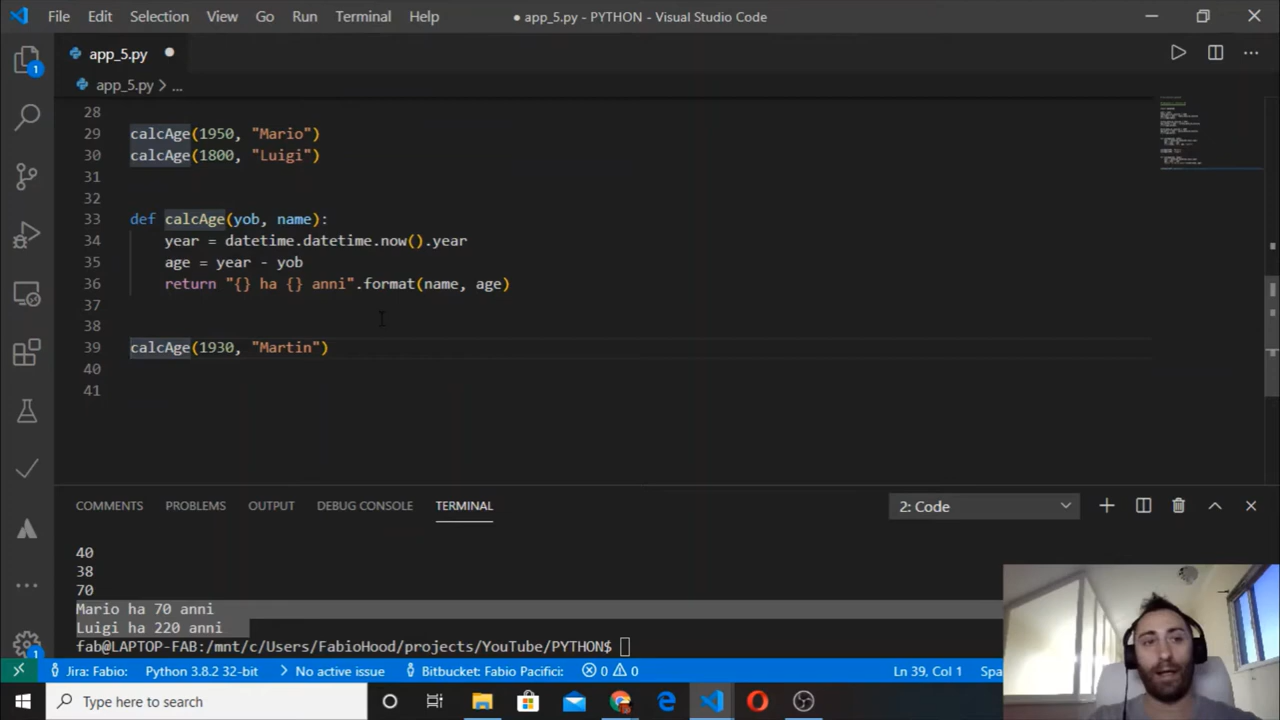 File Edit Selection View Go Run Terminal Help
● app_5.py - PYTHON - Visual Studio Code
app_5.py
app_5.py > ...
28
29 calcAge(1950, "Mario")
30 calcAge(1800, "Luigi")
31
32
33 def calcAge(yob, name):
34 year = datetime.datetime.now().year
35 age = year - yob
36 return "{} ha {} anni".format(name, age)
37
38
39 calcAge(1930, "Martin")
40
41
1
COMMENTS PROBLEMS OUTPUT DEBUG CONSOLE TERMINAL 2: Code
40
38
70
Mario ha 70 anni
Luigi ha 220 anni
fab@LAPTOP-FAB:/mnt/c/Users/FabioHood/projects/YouTube/PYTHON$
1
Jira: Fabio: Python 3.8.2 32-bit No active issue Bitbucket: Fabio Pacifici: 0 0 Ln 39, Col 1 Spa
Type here to search